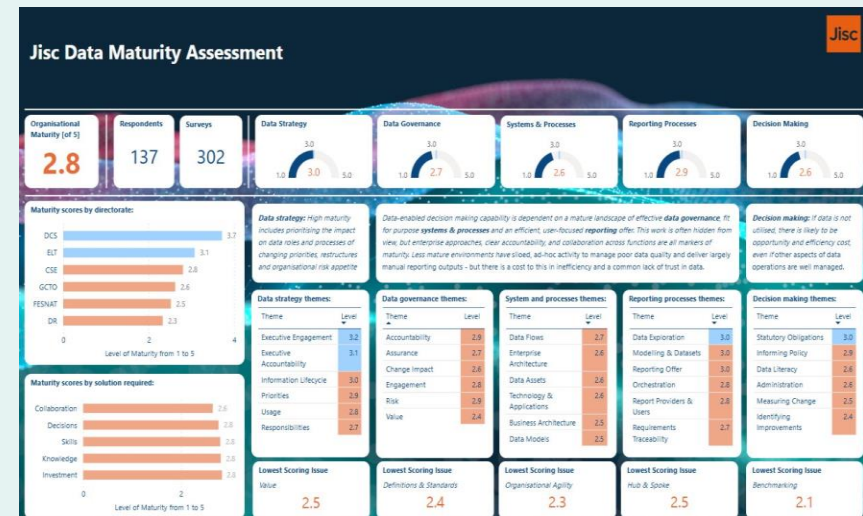 Jisc
Jisc Data Maturity Assessment
Organisational
Maturity [of 5]
2.8
Respondents
137
Surveys
302
Data Strategy
3.0
1.0
3.0
5.0
Data Governance
3.0
1.0
2.7
5.0
Systems & Processes
3.0
1.0
2.6
5.0
Reporting Processes
3.0
1.0
2.9
5.0
Decision Making
3.0
1.0
2.6
5.0
Maturity scores by directorate:
DCS 3.7
ELT 3.1
CSE 2.8
GCTO 2.6
FESNAT 2.5
DR 2.3
0 2 4
Level of Maturity from 1 to 5
Data strategy: High maturity
includes prioritising the impact
on data roles and processes of
changing priorities, restructures
and organisational risk appetite
Data-enabled decision making capability is dependent on a mature landscape of effective data governance, fit
for purpose systems & processes and an efficient, user-focused reporting offer. This work is often hidden from
view, but enterprise approaches, clear accountability, and collaboration across functions are all markers of
maturity. Less mature environments have siloed, ad-hoc activity to manage poor data quality and deliver largely
manual reporting outputs - but there is a cost to this in inefficiency and a common lack of trust in data.
Decision making: If data is not
utilised, there is likely to be
opportunity and efficiency cost,
even if other aspects of data
operations are well managed.
Data strategy themes:
Theme Level
Executive Engagement 3.2
Executive 3.1
Accountability
Information Lifecycle 3.0
Priorities 2.9
Usage 2.8
Responsibilities 2.7
Data governance themes:
Theme Level
Accountability 2.9
Assurance 2.7
Change Impact 2.6
Engagement 2.8
Risk 2.9
Value 2.4
System and processes themes:
Theme Level
Data Flows 2.7
Enterprise 2.6
Architecture
Data Assets 2.6
Technology & 2.6
Applications
Business Architecture 2.5
Data Models 2.5
Reporting processes themes:
Theme Level
Data Exploration 3.0
Modelling & Datasets 3.0
Reporting Offer 3.0
Orchestration 2.8
Report Providers & 2.8
Users
Requirements 2.7
Traceability
Decision making themes:
Theme Level
Statutory Obligations 3.0
Informing Policy 2.9
Data Literacy 2.6
Administration 2.6
Measuring Change 2.5
Identifying 2.4
Improvements
Maturity scores by solution required:
Collaboration 2.6
Decisions 2.8
Skills 2.8
Knowledge 2.8
Investment 2.8
0 2
Level of Maturity from 1 to 5
Lowest Scoring Issue
Value
2.5
Lowest Scoring Issue
Definitions & Standards
2.4
Lowest Scoring Issue
Organisational Agility
2.3
Lowest Scoring Issue
Hub & Spoke
2.5
Lowest Scoring Issue
Benchmarking
2.1